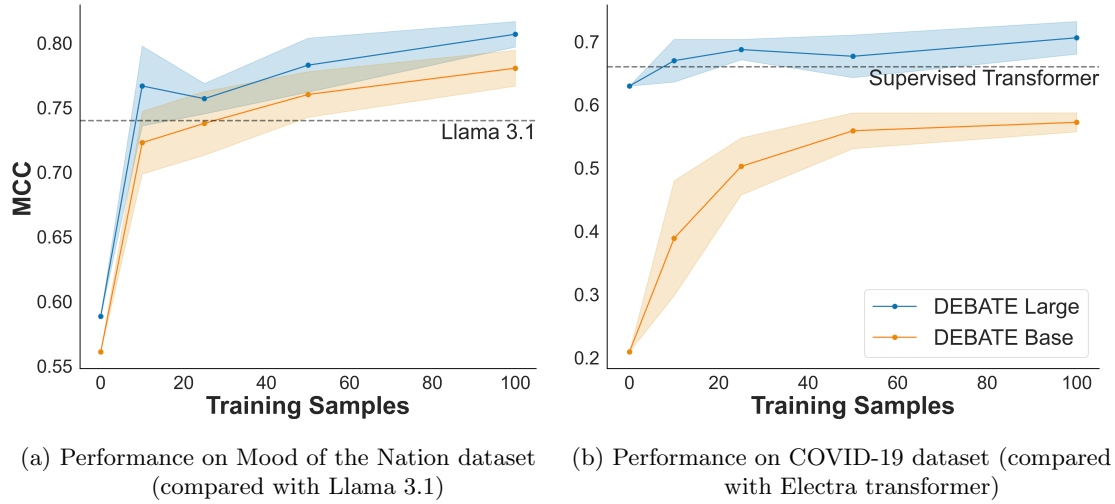 MCC
0.80
0.75
0.70
0.65
0.60
0.55
Llama 3.1
0 20 40 60 80 100
Training Samples
(a) Performance on Mood of the Nation dataset
(compared with Llama 3.1)
0.7
0.6
0.5
0.4
0.3
0.2
Supervised Transformer
DEBATE Large
DEBATE Base
0 20 40 60 80 100
Training Samples
(b) Performance on COVID-19 dataset (compared
with Electra transformer)